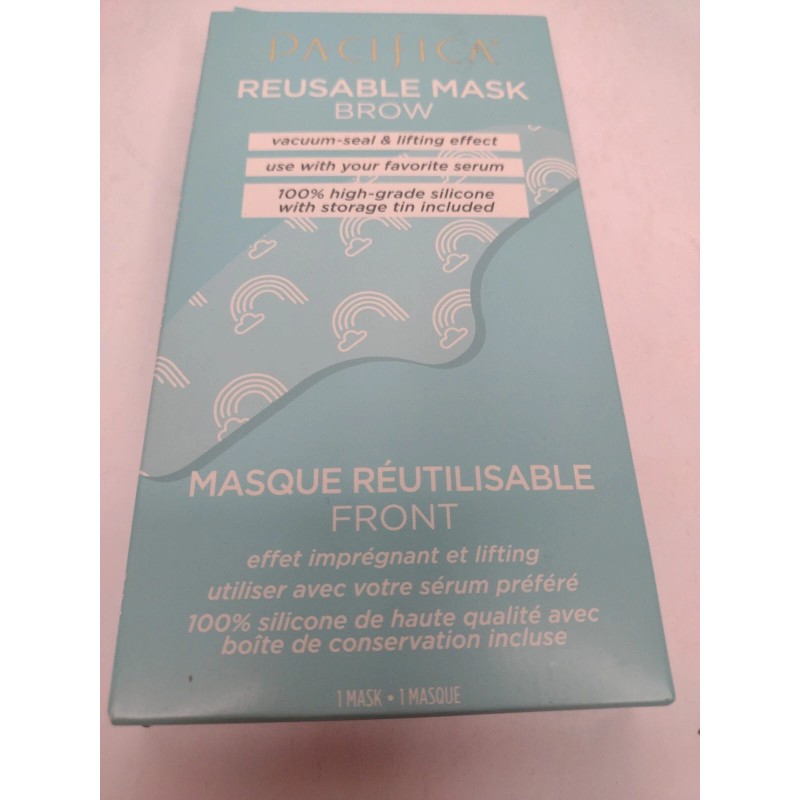 PACIFICA
REUSABLE MASK
BROW
vacuum-seal & lifting effect
use with your favorite serum
100% high-grade silicone
with storage tin included
MASQUE RÉUTILISABLE
FRONT
effet imprégnant et lifting
utiliser avec votre sérum préféré
100% silicone de haute qualité avec
boîte de conservation incluse
1 MASK • 1 MASQUE